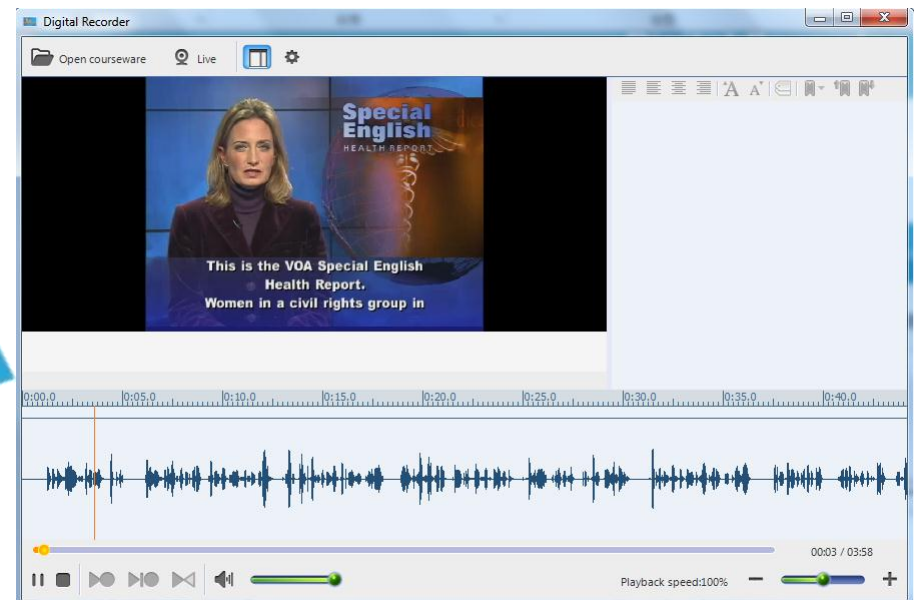 Digital Recorder
Open courseware
Live
Special
English
HEALTH REPORT
This is the VOA Special English
Health Report.
Women in a civil rights group in
0:00.0 0:05.0 0:10.0 0:15.0 0:20.0 0:25.0 0:30.0 0:35.0 0:40.0
00:03 / 03:58
Playback speed:100%